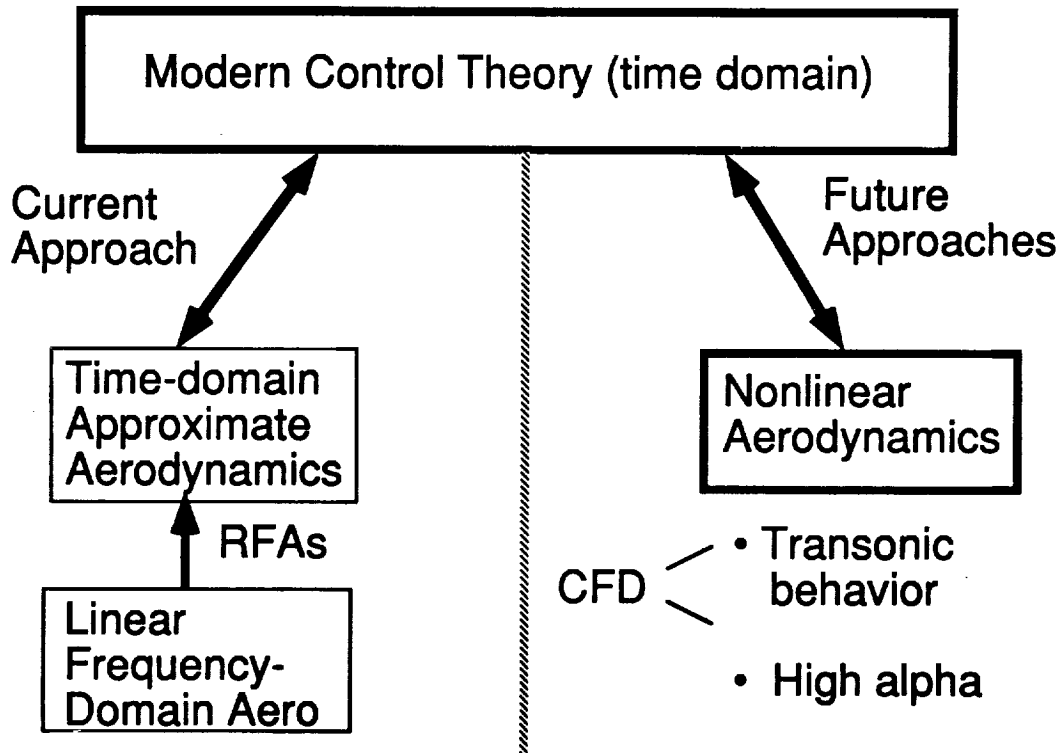 Modern Control Theory (time domain)
Current
Approach
Future
Approaches
Time-domain
Approximate
Aerodynamics
Nonlinear
Aerodynamics
RFAs
Linear
Frequency-
Domain Aero
CFD
• Transonic
behavior
• High alpha